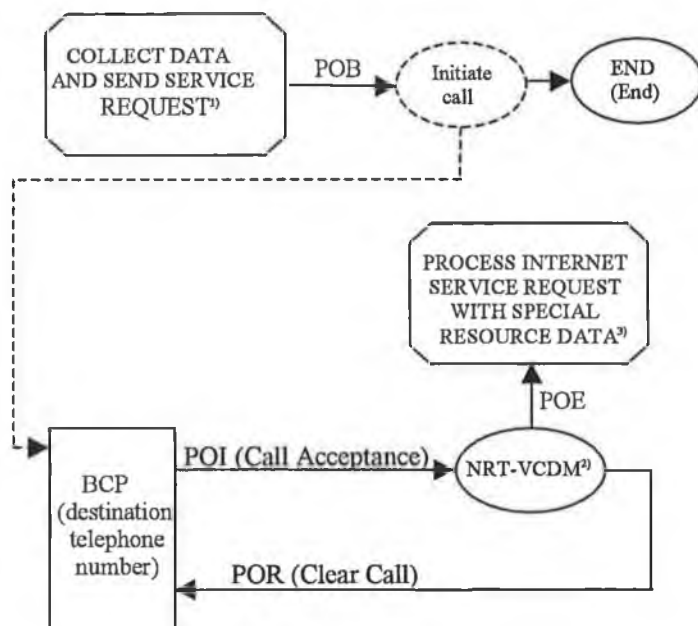 COLLECT DATA
AND SEND SERVICE
REQUEST¹⁾
POB
Initiate
call
END
(End)
PROCESS INTERNET
SERVICE REQUEST
WITH SPECIAL
RESOURCE DATA³⁾
POE
BCP
(destination
telephone
number)
POI (Call Acceptance)
NRT-VCDM²⁾
POR (Clear Call)